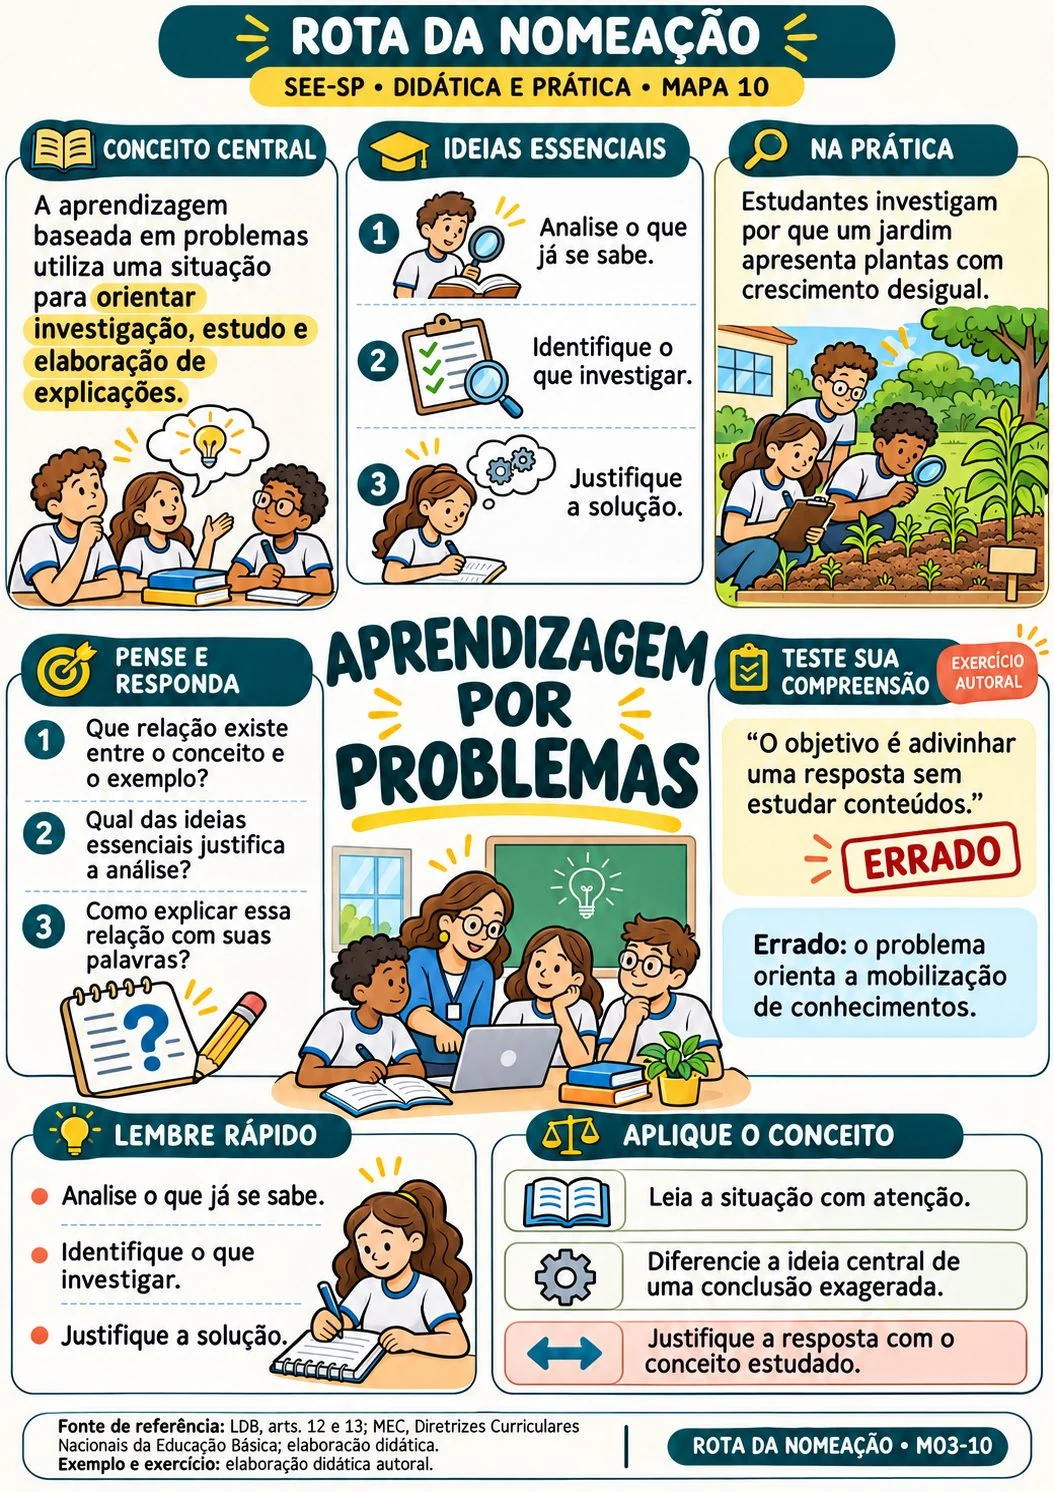 ROTA DA NOMEAÇÃO
SEE-SP • DIDÁTICA E PRÁTICA • MAPA 10
CONCEITO CENTRAL
A aprendizagem
baseada em problemas
utiliza uma situação
para orientar
investigação, estudo e
elaboração de
explicações.
IDEIAS ESSENCIAIS
1
Analise o que
já se sabe.
2
Identifique o
que investigar.
3
Justifique
a solução.
NA PRÁTICA
Estudantes investigam
por que um jardim
apresenta plantas com
crescimento desigual.
PENSE E
RESPONDA
1
Que relação existe
entre o conceito e
o exemplo?
2
Qual das ideias
essenciais justifica
a análise?
3
Como explicar essa
relação com suas
palavras?
?
APRENDIZAGEM
POR
PROBLEMAS
TESTE SUA
COMPREENSÃO
EXERCÍCIO
AUTORAL
“O objetivo é adivinhar
uma resposta sem
estudar conteúdos.”
ERRADO
Errado: o problema
orienta a mobilização
de conhecimentos.
LEMBRE RÁPIDO
Analise o que já se sabe.
Identifique o que
investigar.
Justifique a solução.
APLIQUE O CONCEITO
Leia a situação com atenção.
Diferencie a ideia central de
uma conclusão exagerada.
Justifique a resposta com o
conceito estudado.
Fonte de referência: LDB, arts. 12 e 13; MEC, Diretrizes Curriculares
Nacionais da Educação Básica; elaboracão didática.
Exemplo e exercício: elaboração didática autoral.
ROTA DA NOMEAÇÃO • M03-10